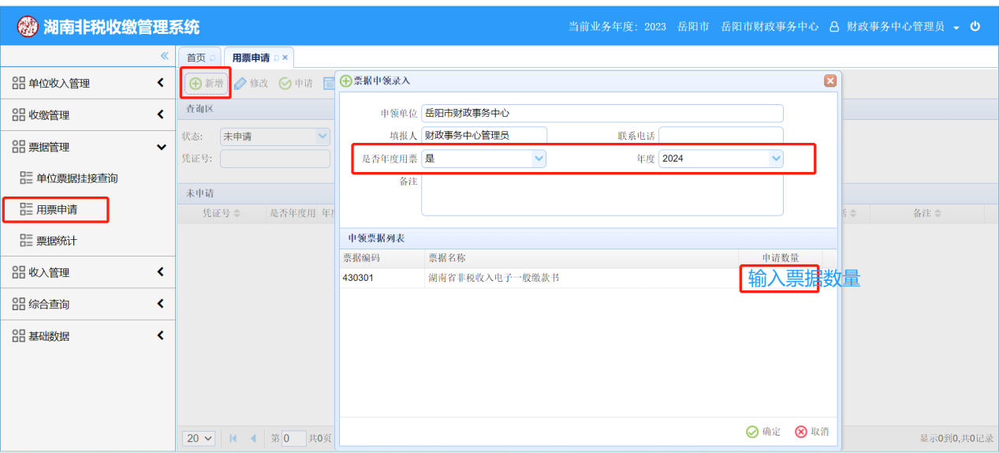 湖南非税收缴管理系统
当前业务年度: 2023 岳阳市 岳阳市财政事务中心 财政事务中心管理员
首页 用票申请 ×
单位收入管理
收缴管理
票据管理
单位票据挂接查询
用票申请
票据统计
收入管理
综合查询
基础数据
新增 修改 申请
查询区
状态: 未申请
凭证号:
未申请
凭证号 是否年度用 年度 备注
票据申领录入
申领单位 岳阳市财政事务中心
填报人 财政事务中心管理员 联系电话
是否年度用票 是 年度 2024
备注
申领票据列表
票据编码 票据名称 申请数量
430301 湖南省非税收入电子一般缴款书 输入票据数量
确定 取消
20 第 0 共0页 显示0到0,共0记录